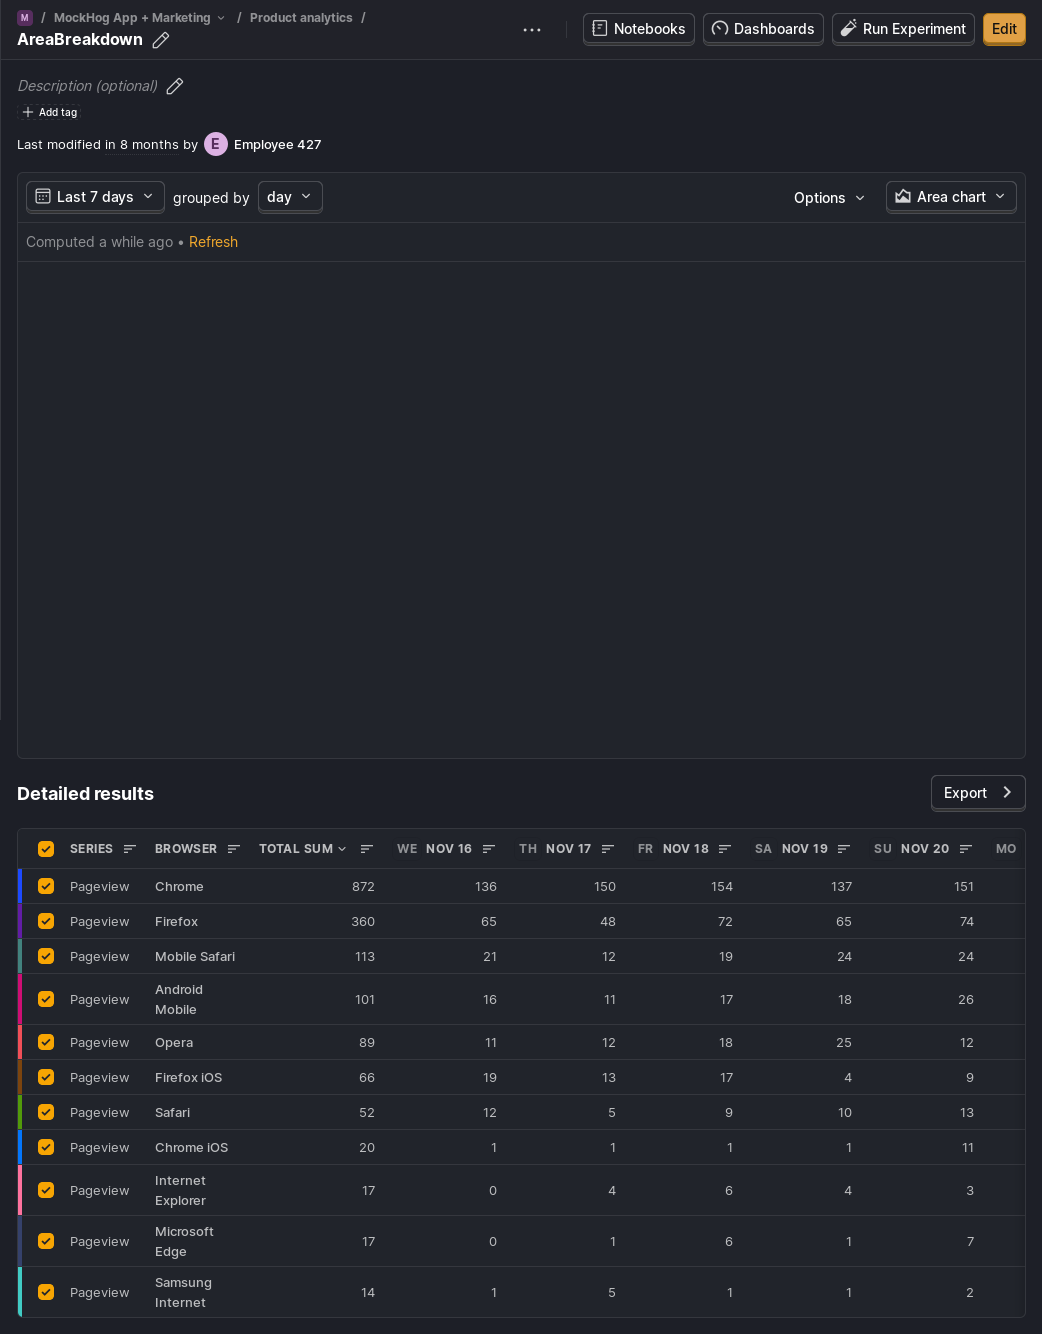 M / MockHog App + Marketing / Product analytics /
AreaBreakdown
Notebooks Dashboards Run Experiment Edit
Description (optional)
Add tag
Last modified in 8 months by E Employee 427
Last 7 days grouped by day Options Area chart
Computed a while ago • Refresh
Detailed results Export
SERIES BROWSER TOTAL SUM WE NOV 16 TH NOV 17 FR NOV 18 SA NOV 19 SU NOV 20 MO
Pageview Chrome 872 136 150 154 137 151
Pageview Firefox 360 65 48 72 65 74
Pageview Mobile Safari 113 21 12 19 24 24
Pageview Android Mobile 101 16 11 17 18 26
Pageview Opera 89 11 12 18 25 12
Pageview Firefox iOS 66 19 13 17 4 9
Pageview Safari 52 12 5 9 10 13
Pageview Chrome iOS 20 1 1 1 1 11
Pageview Internet Explorer 17 0 4 6 4 3
Pageview Microsoft Edge 17 0 1 6 1 7
Pageview Samsung Internet 14 1 5 1 1 2